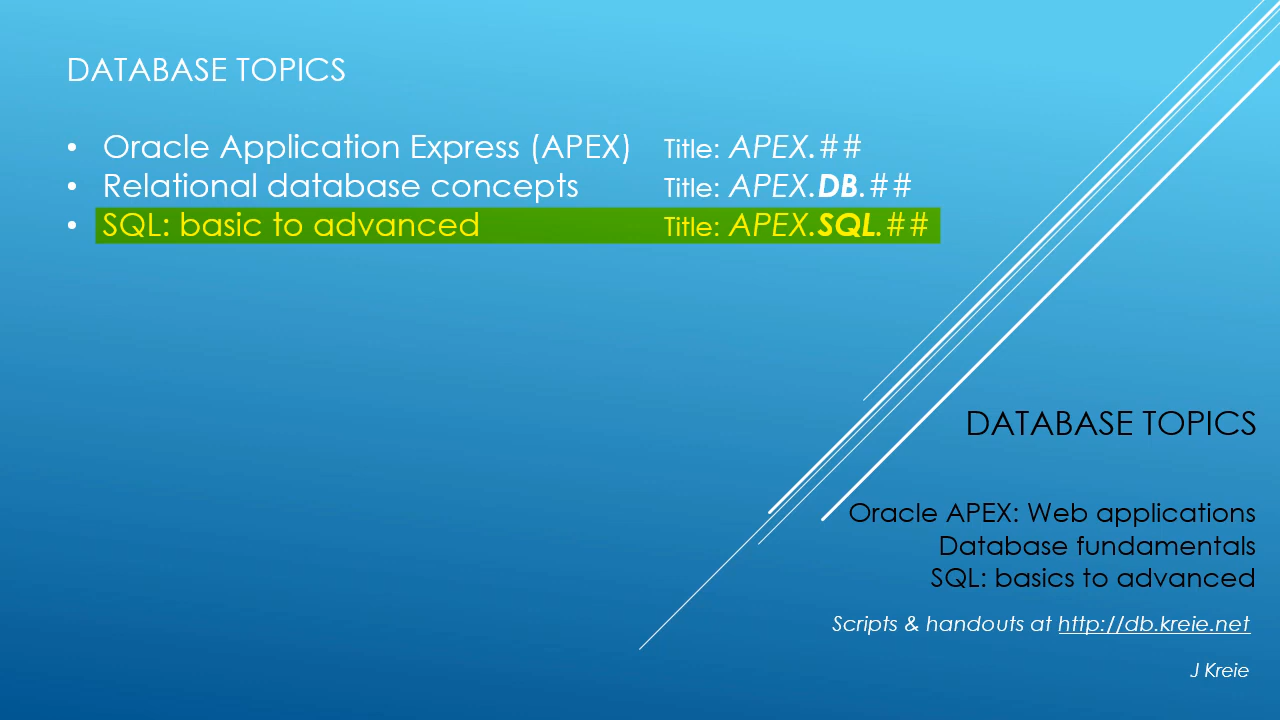 DATABASE TOPICS
• Oracle Application Express (APEX) Title: APEX.##
• Relational database concepts Title: APEX.DB.##
• SQL: basic to advanced Title: APEX.SQL.##
DATABASE TOPICS
Oracle APEX: Web applications
Database fundamentals
SQL: basics to advanced
Scripts & handouts at http://db.kreie.net
J Kreie